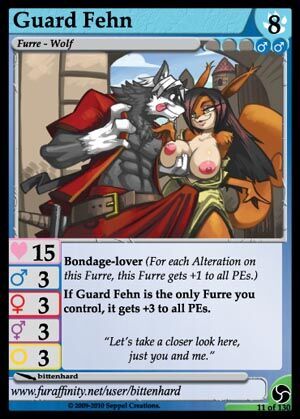 Guard Fehn
8
Furre - Wolf
15
3
3
3
3
Bondage-lover (For each Alteration on
this Furre, this Furre gets +1 to all PEs.)
If Guard Fehn is the only Furre you
control, it gets +3 to all PEs.
"Let's take a closer look here,
just you and me."
bittenhard
© 2009-2010 Seppel Creations.
www.furaffinity.net/user/bittenhard